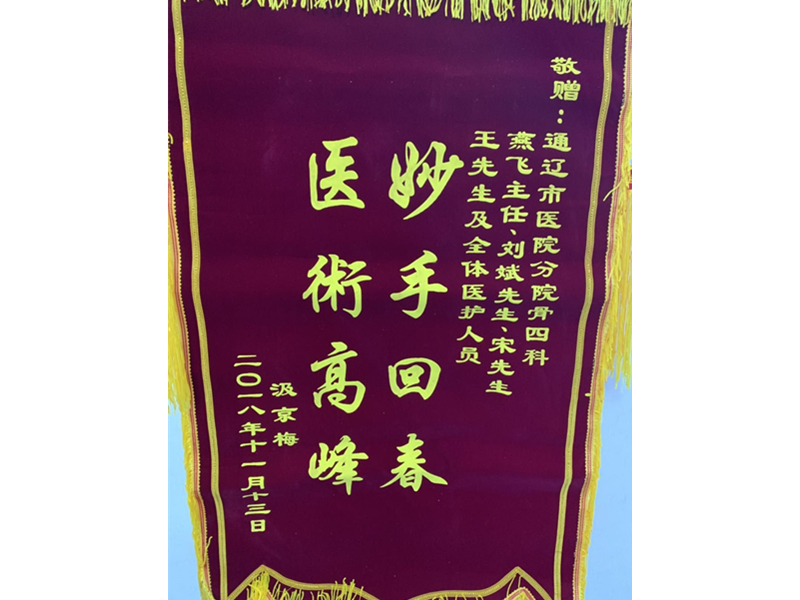 敬赠：
通辽市医院分院骨四科
燕飞主任、刘斌先生、宋先生
王先生及全体医护人员
妙手回春
医術高峰
汲京梅
二〇一八年十一月十三日